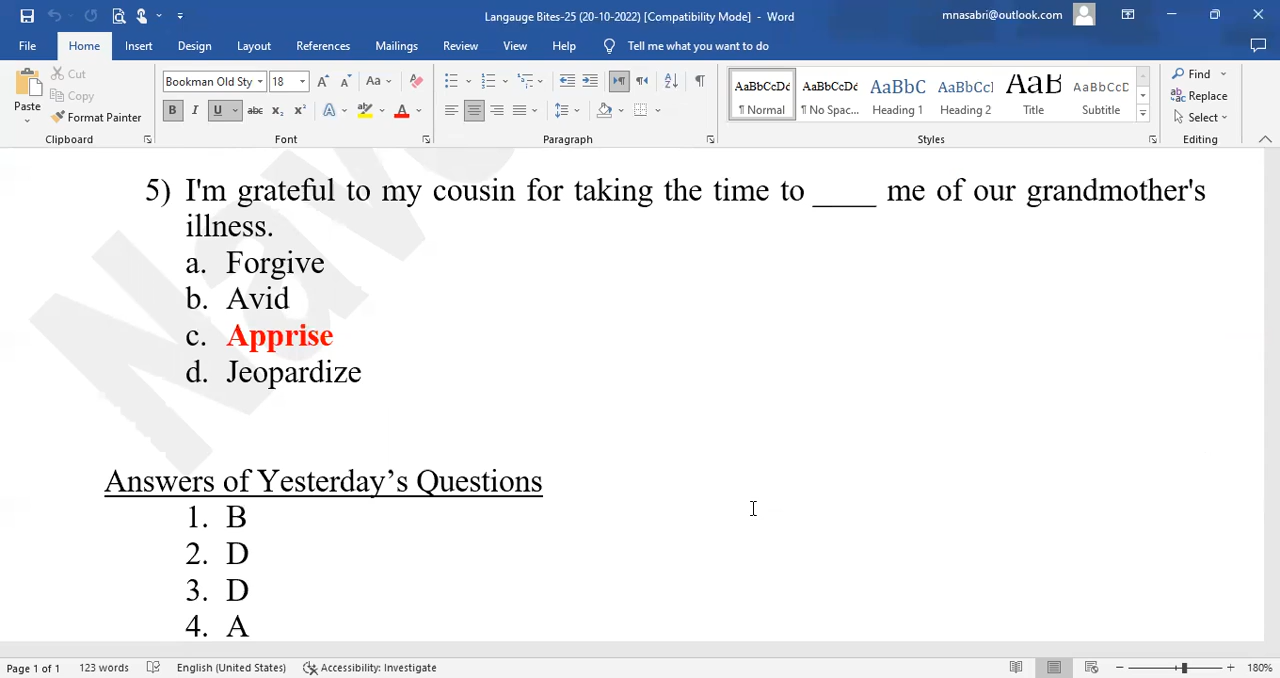 Langauge Bites-25 (20-10-2022) [Compatibility Mode] - Word
mnasabri@outlook.com
File Home Insert Design Layout References Mailings Review View Help Tell me what you want to do
Paste
Cut
Copy
Format Painter
Clipboard
Bookman Old Sty 18
Font
Paragraph
AaBbCcDd AaBbCcDd AaBbC AaBbCc AaB AaBbCcD
¶ Normal ¶ No Spac... Heading 1 Heading 2 Title Subtitle
Styles
Find
Replace
Select
Editing
5) I'm grateful to my cousin for taking the time to ____ me of our grandmother's
illness.
a. Forgive
b. Avid
c. Apprise
d. Jeopardize
Answers of Yesterday’s Questions
1. B
2. D
3. D
4. A
Page 1 of 1 123 words English (United States) Accessibility: Investigate 180%